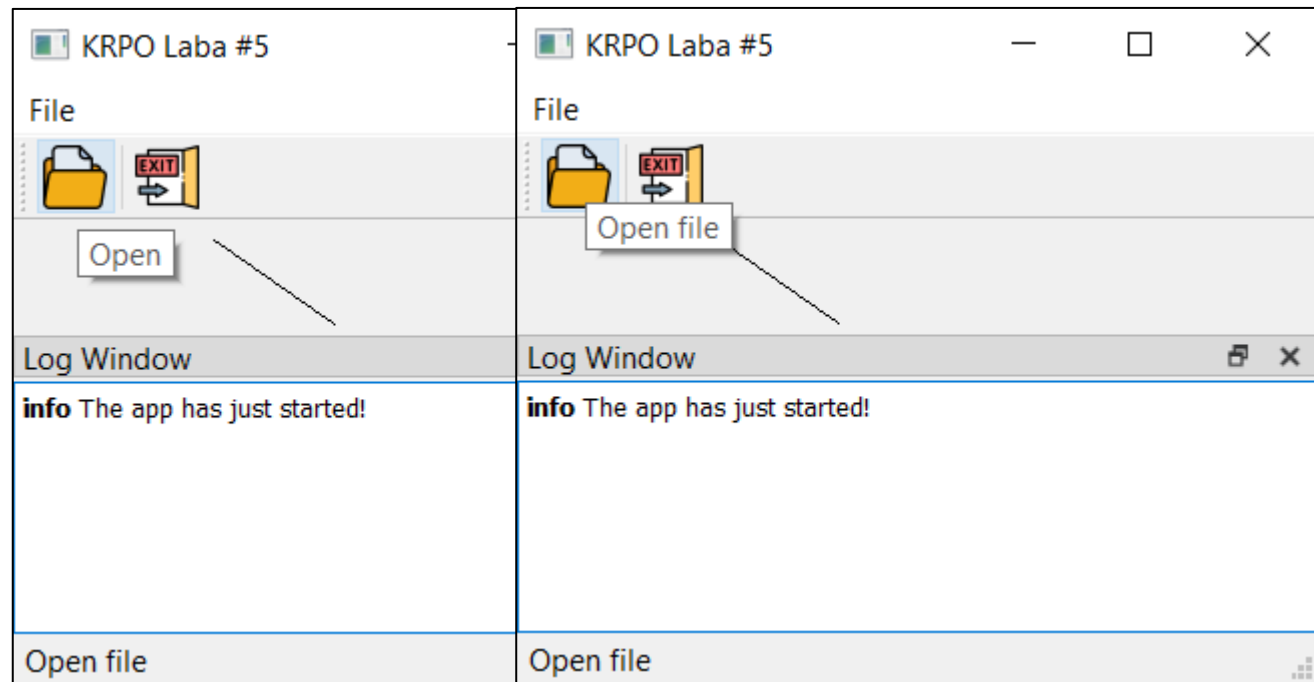 KRPO Laba #5
File
EXIT
Open
Log Window
info The app has just started!
Open file
KRPO Laba #5
File
EXIT
Open file
Log Window
info The app has just started!
Open file